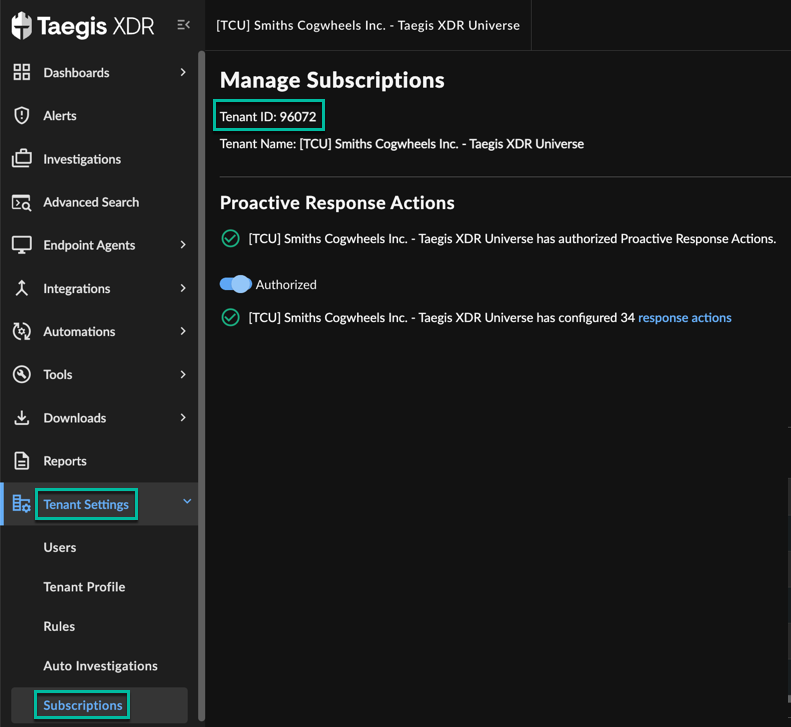 Taegis XDR
Dashboards
Alerts
Investigations
Advanced Search
Endpoint Agents
Integrations
Automations
Tools
Downloads
Reports
Tenant Settings
Users
Tenant Profile
Rules
Auto Investigations
Subscriptions
[TCU] Smiths Cogwheels Inc. - Taegis XDR Universe
Manage Subscriptions
Tenant ID: 96072
Tenant Name: [TCU] Smiths Cogwheels Inc. - Taegis XDR Universe
Proactive Response Actions
[TCU] Smiths Cogwheels Inc. - Taegis XDR Universe has authorized Proactive Response Actions.
Authorized
[TCU] Smiths Cogwheels Inc. - Taegis XDR Universe has configured 34 response actions